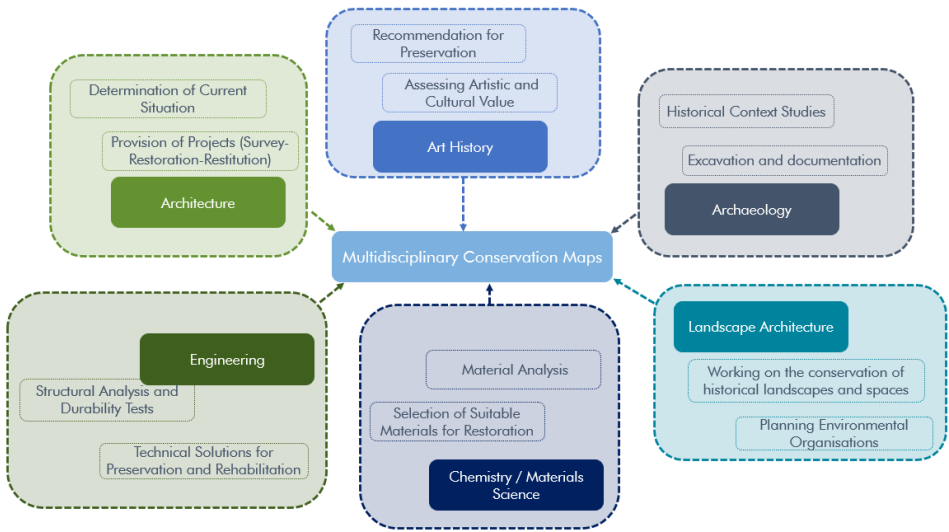 Determination of Current
Situation
Provision of Projects (Survey-
Restoration-Restitution)
Architecture
Recommendation for
Preservation
Assessing Artistic and
Cultural Value
Art History
Historical Context Studies
Excavation and documentation
Archaeology
Multidisciplinary Conservation Maps
Engineering
Structural Analysis and
Durability Tests
Technical Solutions for
Preservation and Rehabilitation
Material Analysis
Selection of Suitable
Materials for Restoration
Chemistry / Materials
Science
Landscape Architecture
Working on the conservation of
historical landscapes and spaces
Planning Environmental
Organisations